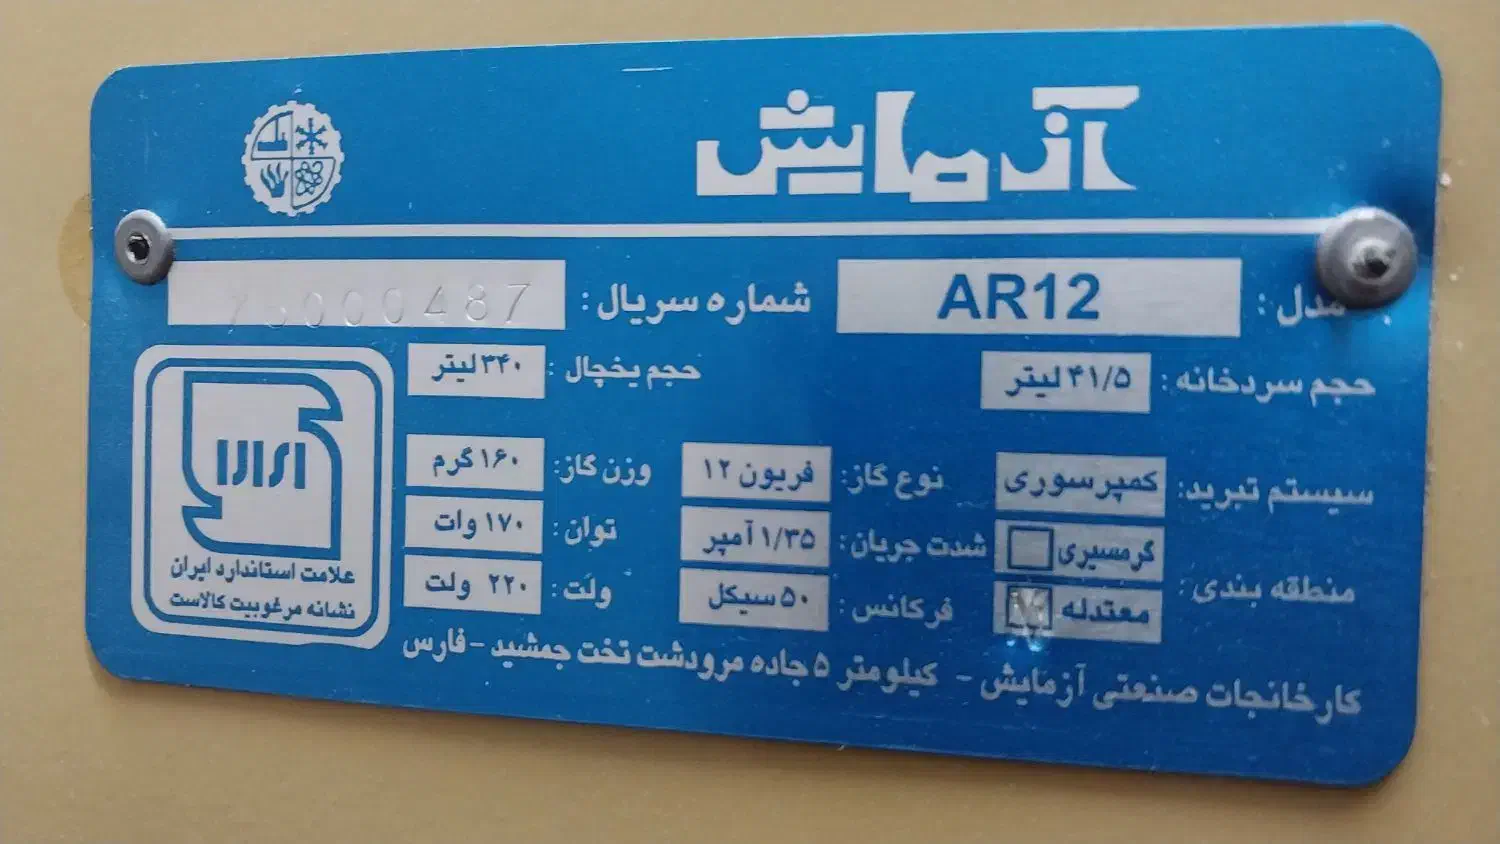 آزمایش
مدل : AR12 شماره سریال : 75000487
حجم سردخانه : ۴۱/۵ لیتر حجم یخچال : ۳۴۰ لیتر
سیستم تبرید: کمپرسوری نوع گاز: فریون ۱۲ وزن گاز: ۱۶۰ گرم
منطقه بندی : گرمسیری شدت جریان : ۱/۳۵ آمپر توان : ۱۷۰ وات
معتدله فرکانس : ۵۰ سیکل ولت : ۲۲۰ ولت
علامت استاندارد ایران
نشانه مرغوبیت کالاست
کارخانجات صنعتی آزمایش - کیلومتر ۵ جاده مرودشت تخت جمشید - فارس